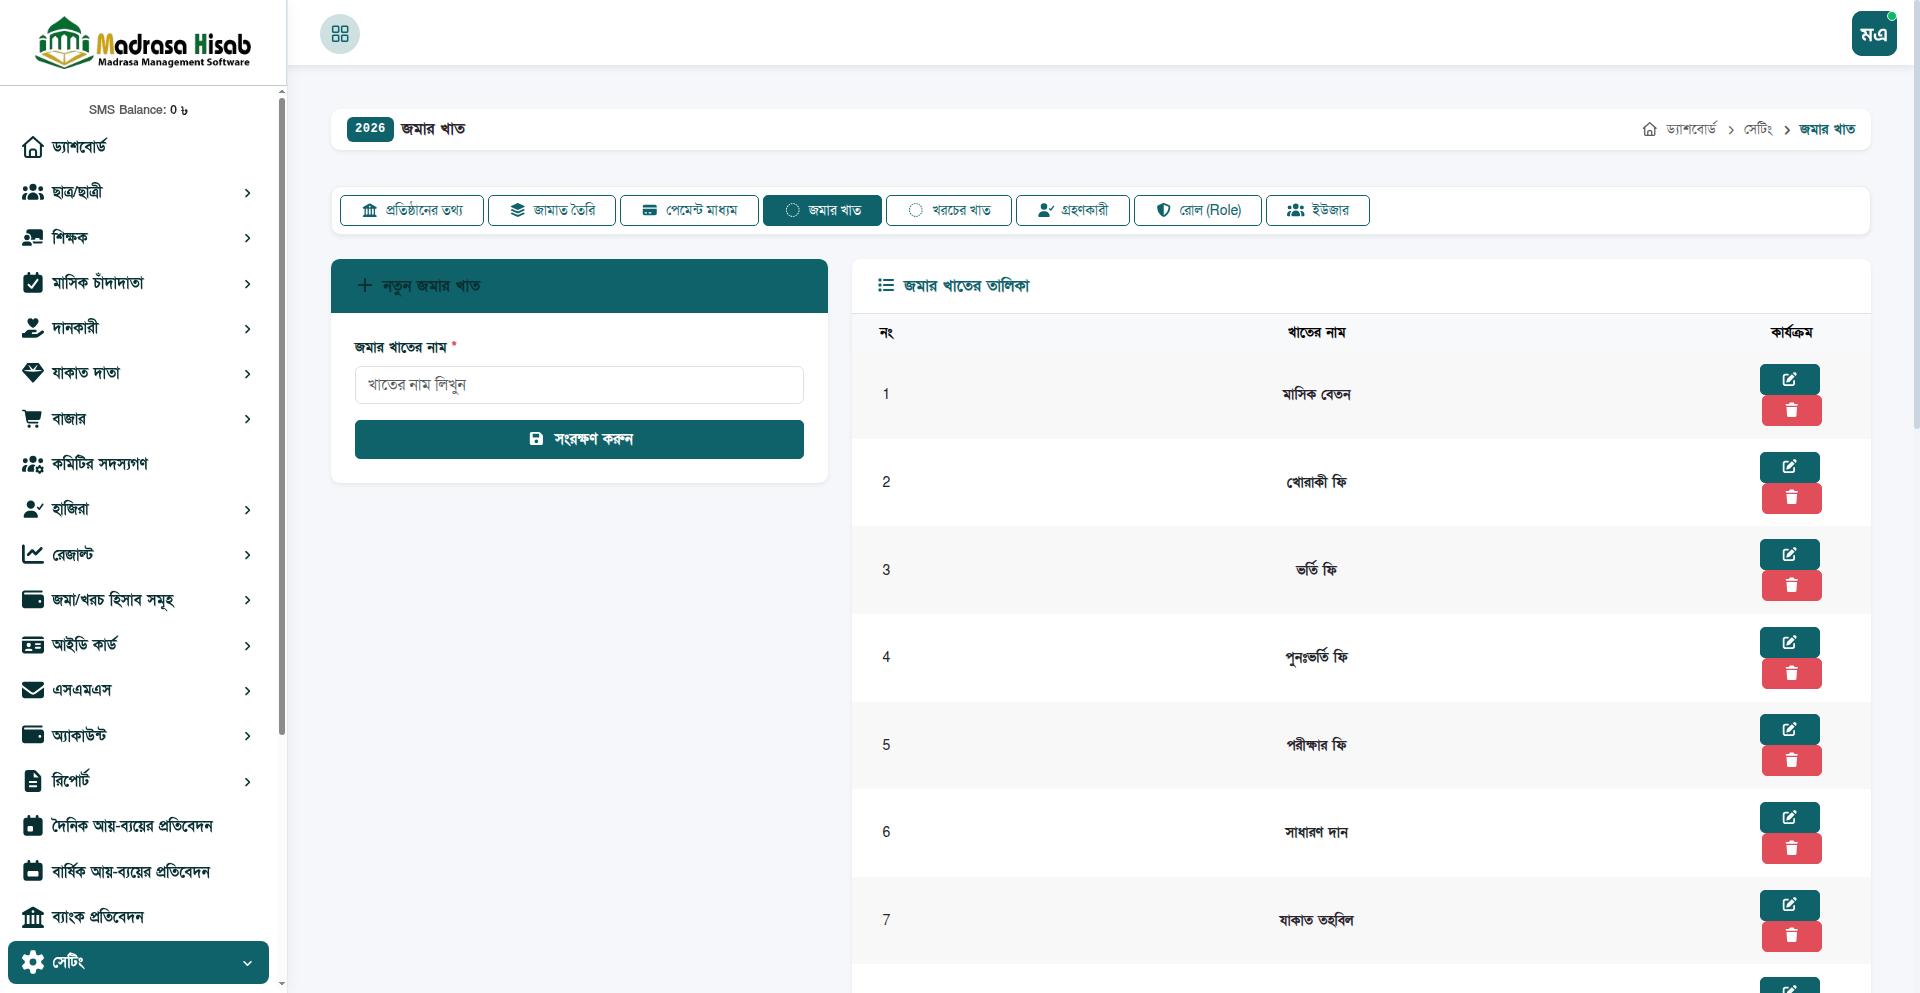 Madrasa Hisab
Madrasa Management Software
মএ
SMS Balance: 0 ৳
ড্যাশবোর্ড
ছাত্র/ছাত্রী
শিক্ষক
মাসিক চাঁদাদাতা
দানকারী
যাকাত দাতা
বাজার
কমিটির সদস্যগণ
হাজিরা
রেজাল্ট
জমা/খরচ হিসাব সমূহ
আইডি কার্ড
এসএমএস
অ্যাকাউন্ট
রিপোর্ট
দৈনিক আয়-ব্যয়ের প্রতিবেদন
বার্ষিক আয়-ব্যয়ের প্রতিবেদন
ব্যাংক প্রতিবেদন
সেটিং
2026 জমার খাত
ড্যাশবোর্ড > সেটিং > জমার খাত
প্রতিষ্ঠানের তথ্য জামাত তৈরি পেমেন্ট মাধ্যম জমার খাত খরচের খাত গ্রহণকারী রোল (Role) ইউজার
নতুন জমার খাত
জমার খাতের নাম *
খাতের নাম লিখুন
সংরক্ষণ করুন
জমার খাতের তালিকা
নং খাতের নাম কার্যক্রম
1 মাসিক বেতন
2 খোরাকী ফি
3 ভর্তি ফি
4 পুনঃভর্তি ফি
5 পরীক্ষার ফি
6 সাধারণ দান
7 যাকাত তহবিল